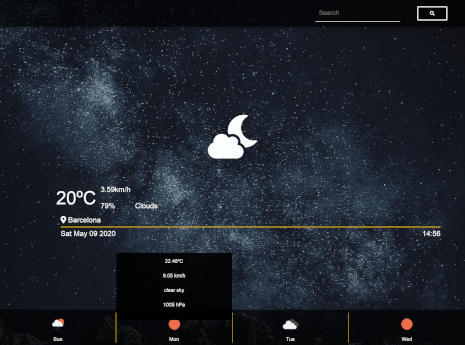 Search
20ºC
3.59km/h
79% Clouds
Barcelona
Sat May 09 2020 14:56
22.48ºC
9.05 km/h
clear sky
1005 hPa
Sun Mon Tue Wed